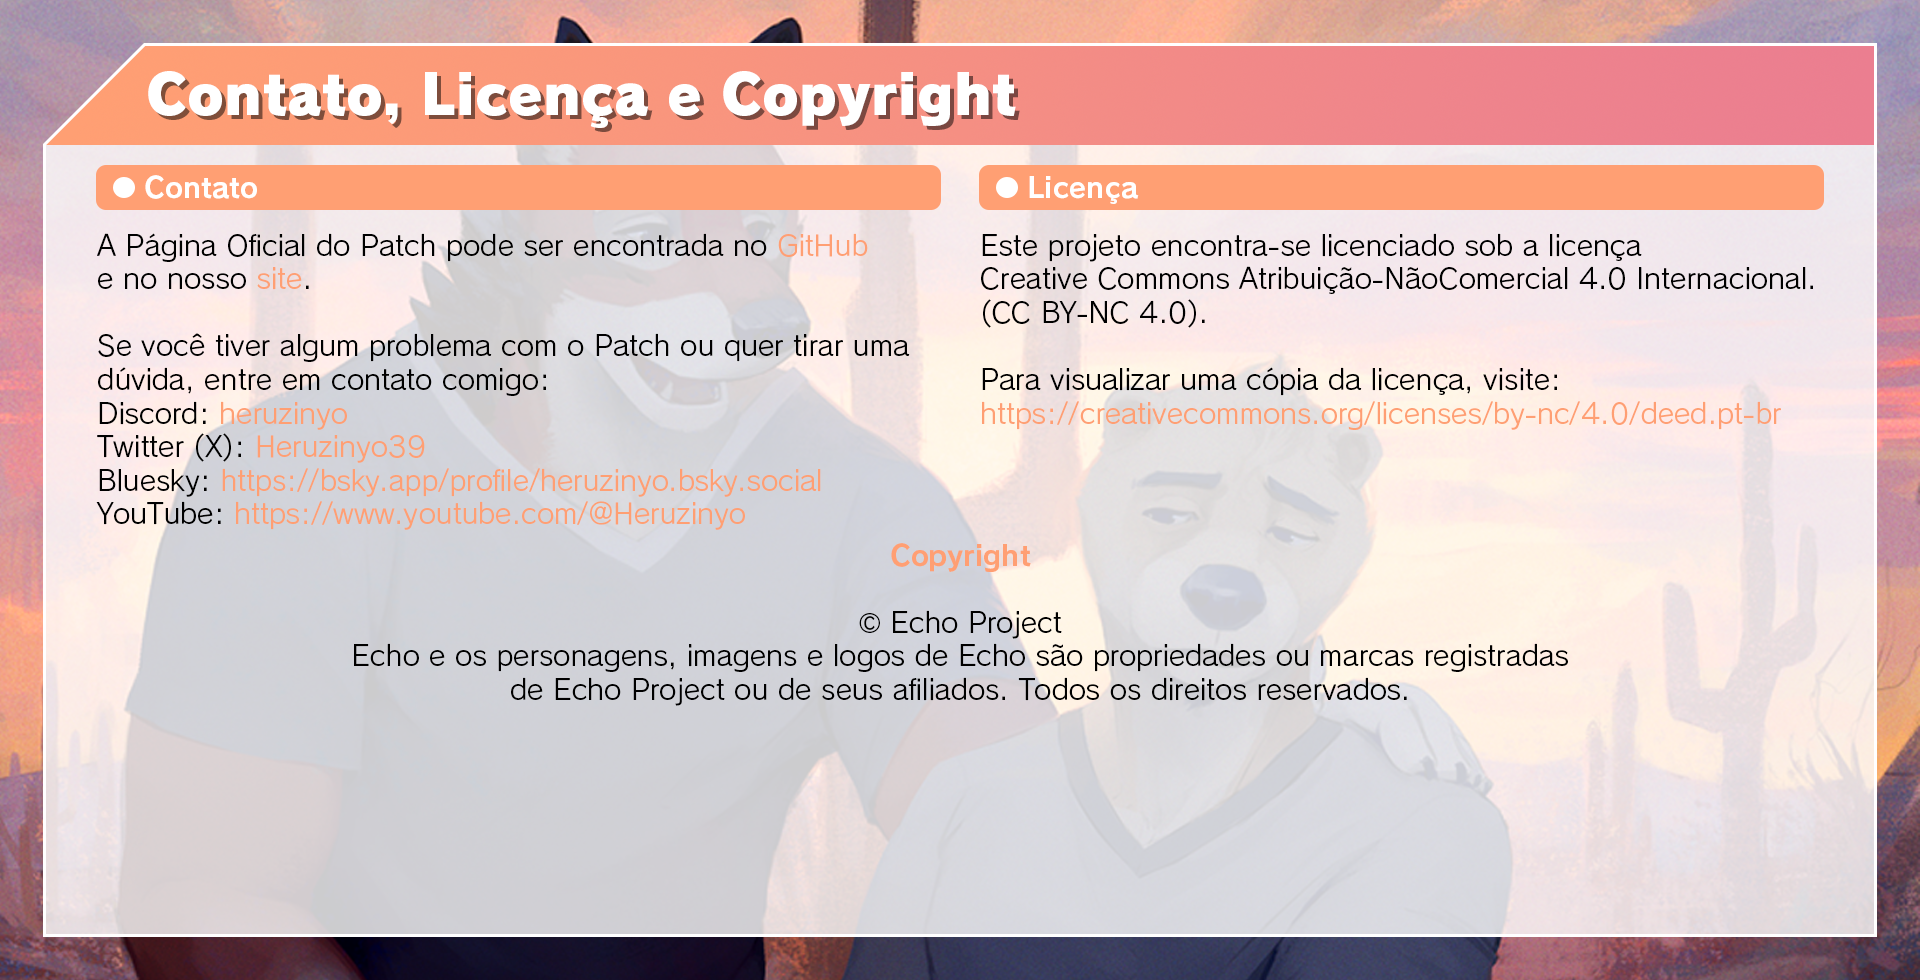 Contato, Licença e Copyright
● Contato
A Página Oficial do Patch pode ser encontrada no GitHub
e no nosso site.
Se você tiver algum problema com o Patch ou quer tirar uma
dúvida, entre em contato comigo:
Discord: heruzinyo
Twitter (X): Heruzinyo39
Bluesky: https://bsky.app/profile/heruzinyo.bsky.social
YouTube: https://www.youtube.com/@Heruzinyo
● Licença
Este projeto encontra-se licenciado sob a licença
Creative Commons Atribuição-NãoComercial 4.0 Internacional.
(CC BY-NC 4.0).
Para visualizar uma cópia da licença, visite:
https://creativecommons.org/licenses/by-nc/4.0/deed.pt-br
Copyright
© Echo Project
Echo e os personagens, imagens e logos de Echo são propriedades ou marcas registradas
de Echo Project ou de seus afiliados. Todos os direitos reservados.